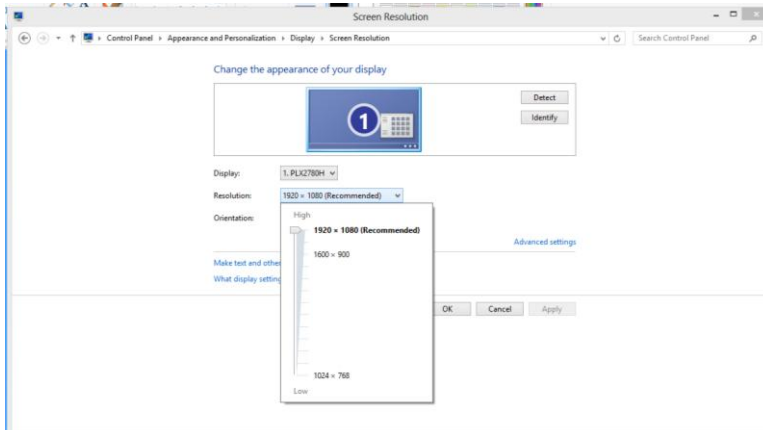 Screen Resolution
Control Panel Appearance and Personalization Display Screen Resolution
Search Control Panel
Change the appearance of your display
1
Detect
Identify
Display: 1. PLX2780H
Resolution: 1920 × 1080 (Recommended)
Orientation:
High
1920 × 1080 (Recommended)
1600 × 900
Advanced settings
Make text and other
What display setting
OK Cancel Apply
1024 × 768
Low